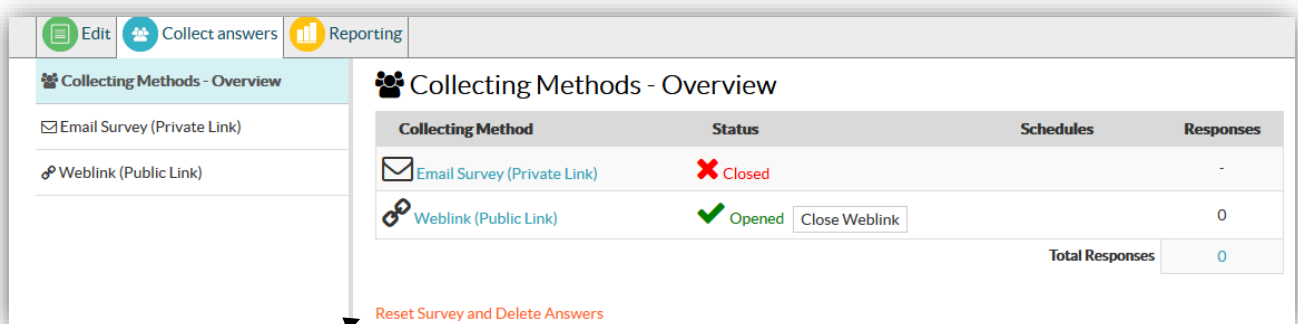 Edit Collect answers Reporting
Collecting Methods - Overview
Email Survey (Private Link)
Weblink (Public Link)
Collecting Methods - Overview
Collecting Method Status Schedules Responses
Email Survey (Private Link) Closed -
Weblink (Public Link) Opened Close Weblink 0
Total Responses 0
Reset Survey and Delete Answers